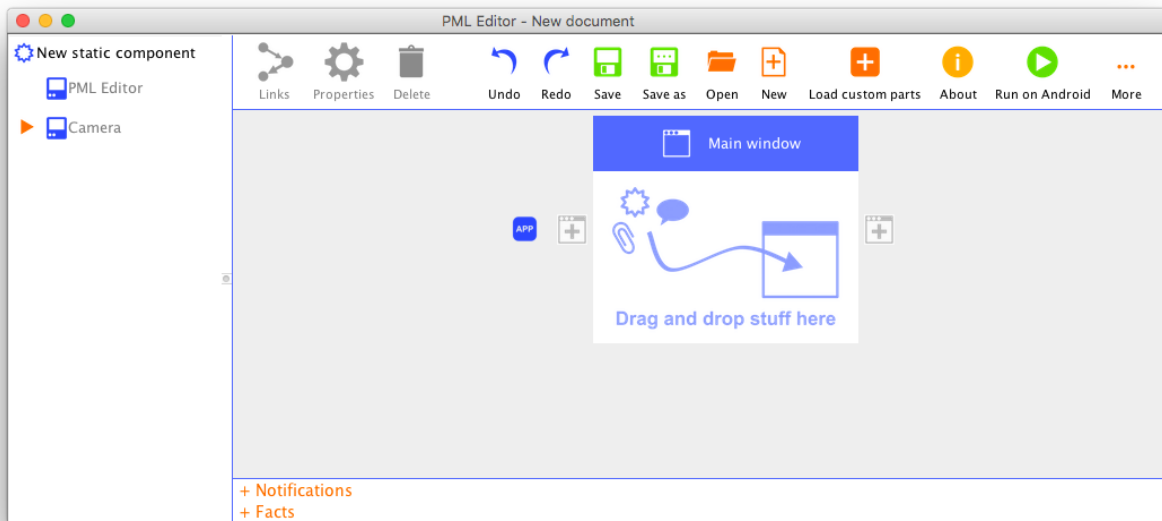 PML Editor - New document
New static component
PML Editor
Camera
Links Properties Delete Undo Redo Save Save as Open New Load custom parts About Run on Android More
Main window
APP
Drag and drop stuff here
+ Notifications
+ Facts